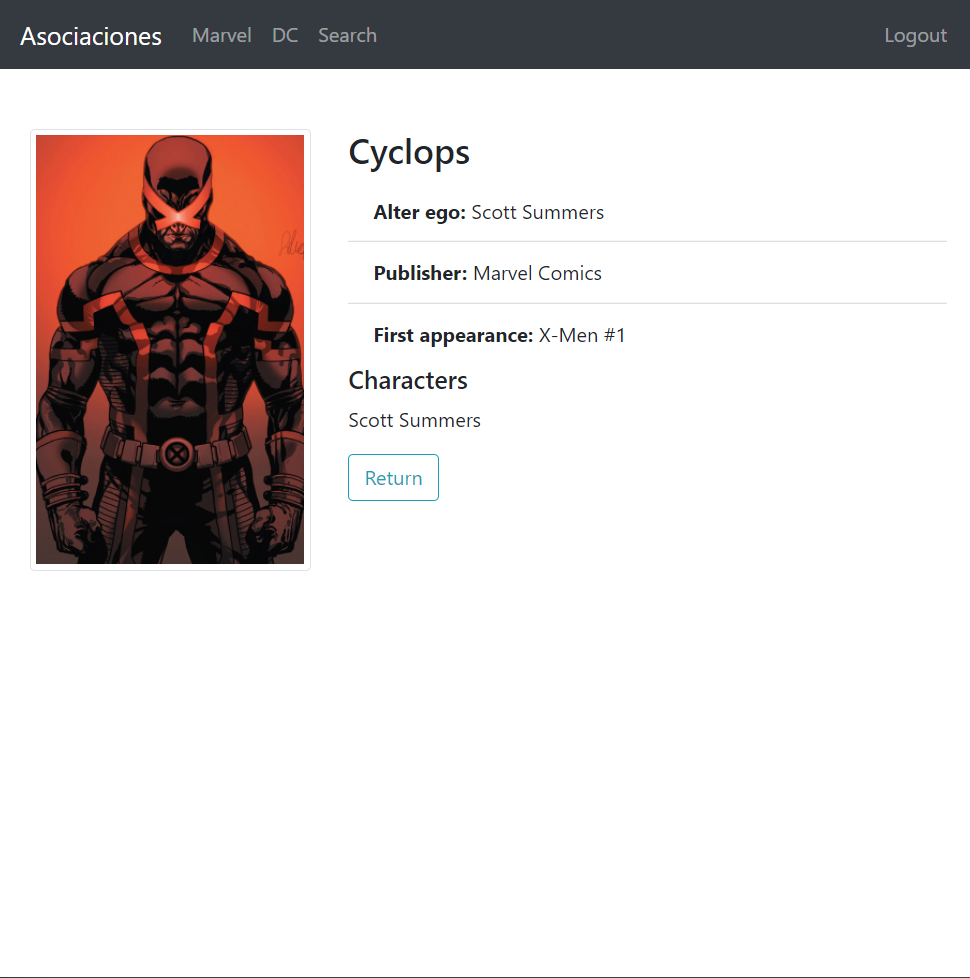 Asociaciones Marvel DC Search Logout
Cyclops
Alter ego: Scott Summers
Publisher: Marvel Comics
First appearance: X-Men #1
Characters
Scott Summers
Return